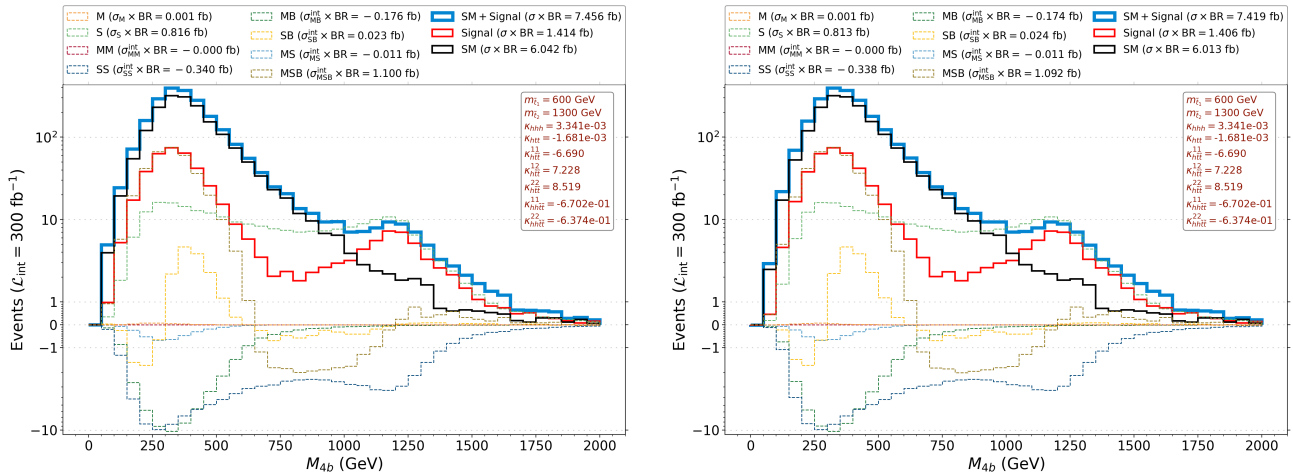 M (σ_M × BR = 0.001 fb)
S (σ_S × BR = 0.816 fb)
MM (σ^int_MM × BR = −0.000 fb)
SS (σ^int_SS × BR = −0.340 fb)
MB (σ^int_MB × BR = −0.176 fb)
SB (σ^int_SB × BR = 0.023 fb)
MS (σ^int_MS × BR = −0.011 fb)
MSB (σ^int_MSB × BR = 1.100 fb)
SM + Signal (σ × BR = 7.456 fb)
Signal (σ × BR = 1.414 fb)
SM (σ × BR = 6.042 fb)
m_t̃₁ = 600 GeV
m_t̃₂ = 1300 GeV
κ_hhh = 3.341e-03
κ_htt = -1.681e-03
κ^11_ht̃t̃ = -6.690
κ^12_ht̃t̃ = 7.228
κ^22_ht̃t̃ = 8.519
κ^11_hht̃t̃ = -6.702e-01
κ^22_hht̃t̃ = -6.374e-01
Events (ℒ_int = 300 fb⁻¹)
10²
10
1
0
−1
−10
0 250 500 750 1000 1250 1500 1750 2000
M_4b (GeV)
M (σ_M × BR = 0.001 fb)
S (σ_S × BR = 0.813 fb)
MM (σ^int_MM × BR = −0.000 fb)
SS (σ^int_SS × BR = −0.338 fb)
MB (σ^int_MB × BR = −0.174 fb)
SB (σ^int_SB × BR = 0.024 fb)
MS (σ^int_MS × BR = −0.011 fb)
MSB (σ^int_MSB × BR = 1.092 fb)
SM + Signal (σ × BR = 7.419 fb)
Signal (σ × BR = 1.406 fb)
SM (σ × BR = 6.013 fb)
m_t̃₁ = 600 GeV
m_t̃₂ = 1300 GeV
κ_hhh = 3.341e-03
κ_htt = -1.681e-03
κ^11_ht̃t̃ = -6.690
κ^12_ht̃t̃ = 7.228
κ^22_ht̃t̃ = 8.519
κ^11_hht̃t̃ = -6.702e-01
κ^22_hht̃t̃ = -6.374e-01
Events (ℒ_int = 300 fb⁻¹)
10²
10
1
0
−1
−10
0 250 500 750 1000 1250 1500 1750 2000
M_4b (GeV)